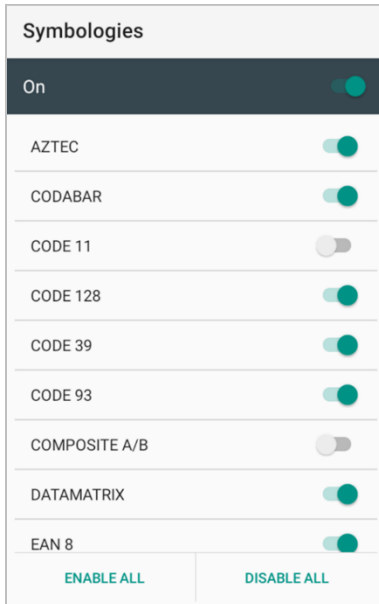 Symbologies
On
AZTEC
CODABAR
CODE 11
CODE 128
CODE 39
CODE 93
COMPOSITE A/B
DATAMATRIX
EAN 8
ENABLE ALL DISABLE ALL